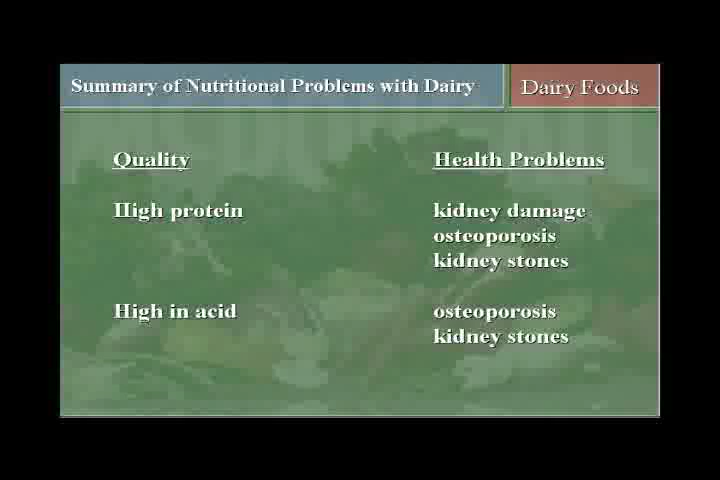 Summary of Nutritional Problems with Dairy
Dairy Foods
Quality
Health Problems
High protein
kidney damage
osteoporosis
kidney stones
High in acid
osteoporosis
kidney stones